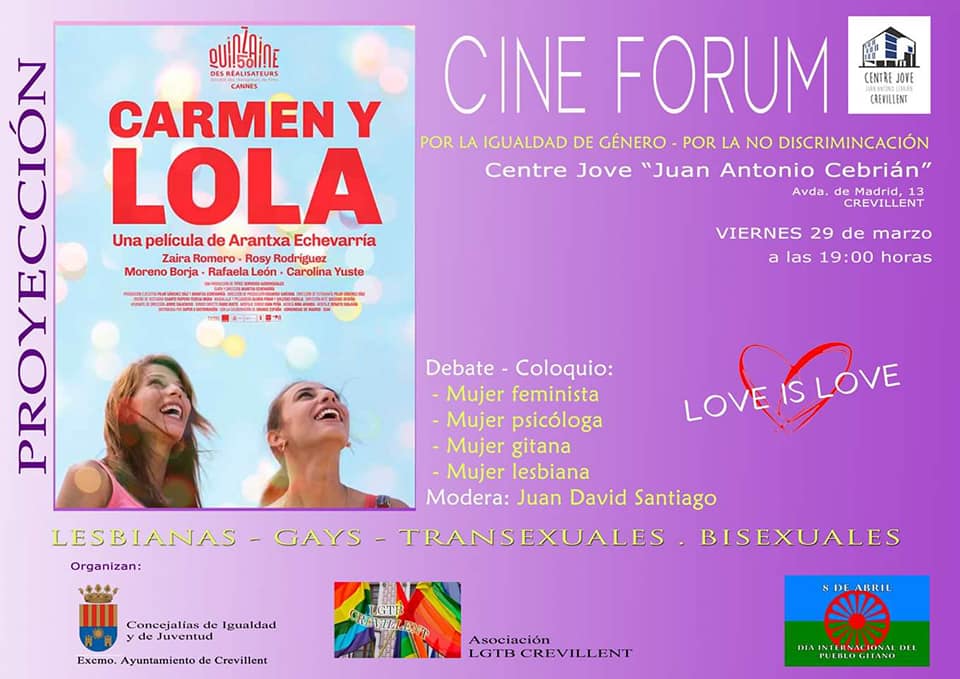 PROYECCIÓN
QUINZAINE
50
DES RÉALISATEURS
CANNES
CARMEN Y
LOLA
Una película de Arantxa Echevarría
Zaira Romero - Rosy Rodríguez
Moreno Borja - Rafaela León - Carolina Yuste
CINE FORUM
CENTRE JOVE
JUAN ANTONIO CEBRIÁN
CREVILLENT
POR LA IGUALDAD DE GÉNERO - POR LA NO DISCRIMINCACIÓN
Centre Jove “Juan Antonio Cebrián”
Avda. de Madrid, 13
CREVILLENT
VIERNES 29 de marzo
a las 19:00 horas
Debate - Coloquio:
- Mujer feminista
- Mujer psicóloga
- Mujer gitana
- Mujer lesbiana
Modera: Juan David Santiago
LOVE IS LOVE
LESBIANAS - GAYS - TRANSEXUALES . BISEXUALES
Organizan:
Concejalías de Igualdad
y de Juventud
Excmo. Ayuntamiento de Crevillent
LGTB
CREVILLENT
Asociación
LGTB CREVILLENT
8 DE ABRIL
DIA INTERNACIONAL DEL
PUEBLO GITANO